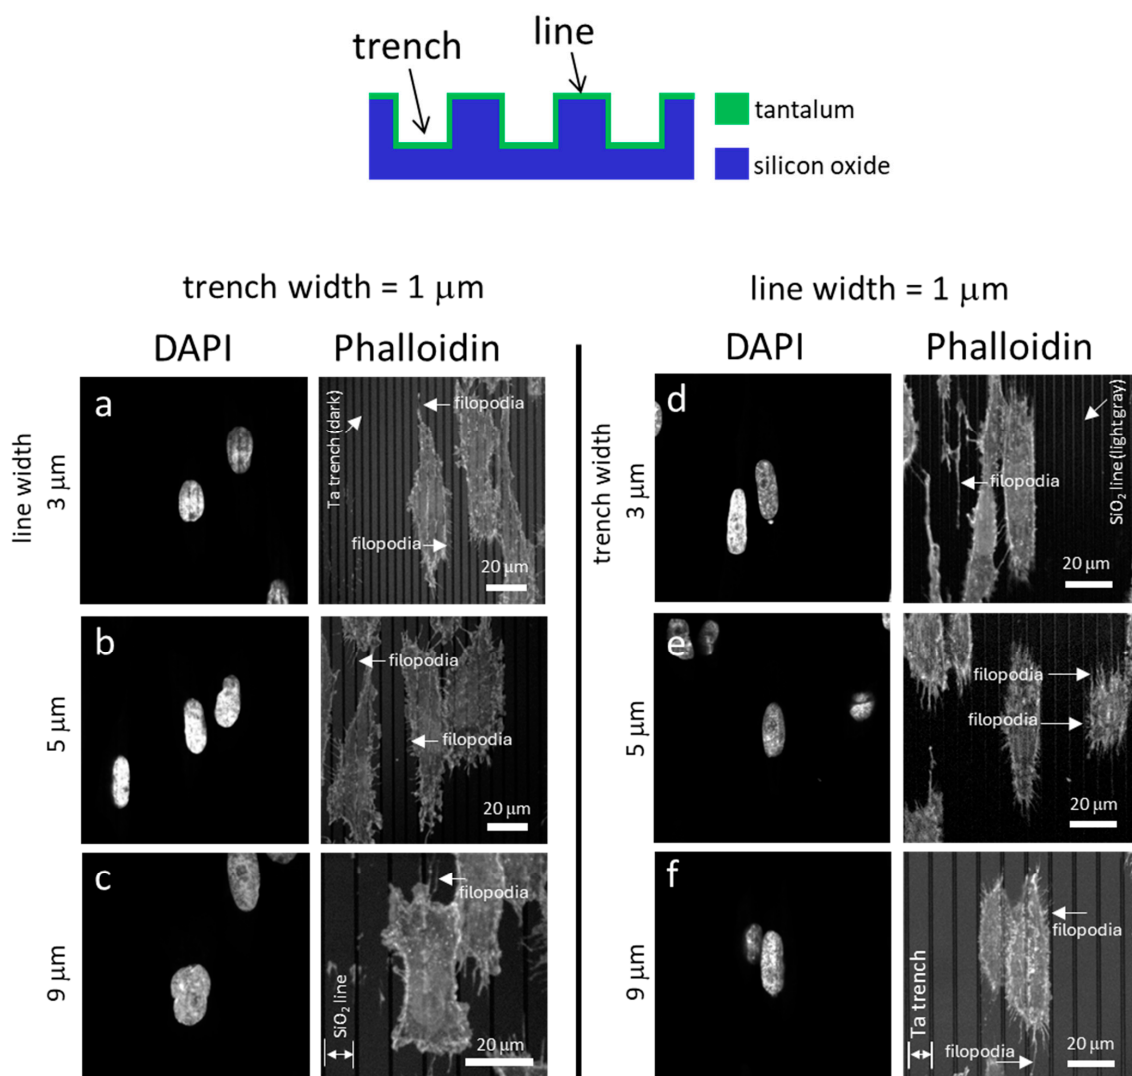 trench
line
tantalum
silicon oxide
trench width = 1 μm
line width = 1 μm
DAPI
Phalloidin
DAPI
Phalloidin
line width
3 μm
a
Ta trench (dark)
filopodia
filopodia
20 μm
5 μm
b
filopodia
filopodia
20 μm
9 μm
c
filopodia
SiO₂ line
20 μm
trench width
3 μm
d
filopodia
SiO₂ line (light gray)
20 μm
5 μm
e
filopodia
filopodia
20 μm
9 μm
f
filopodia
Ta trench
filopodia
20 μm